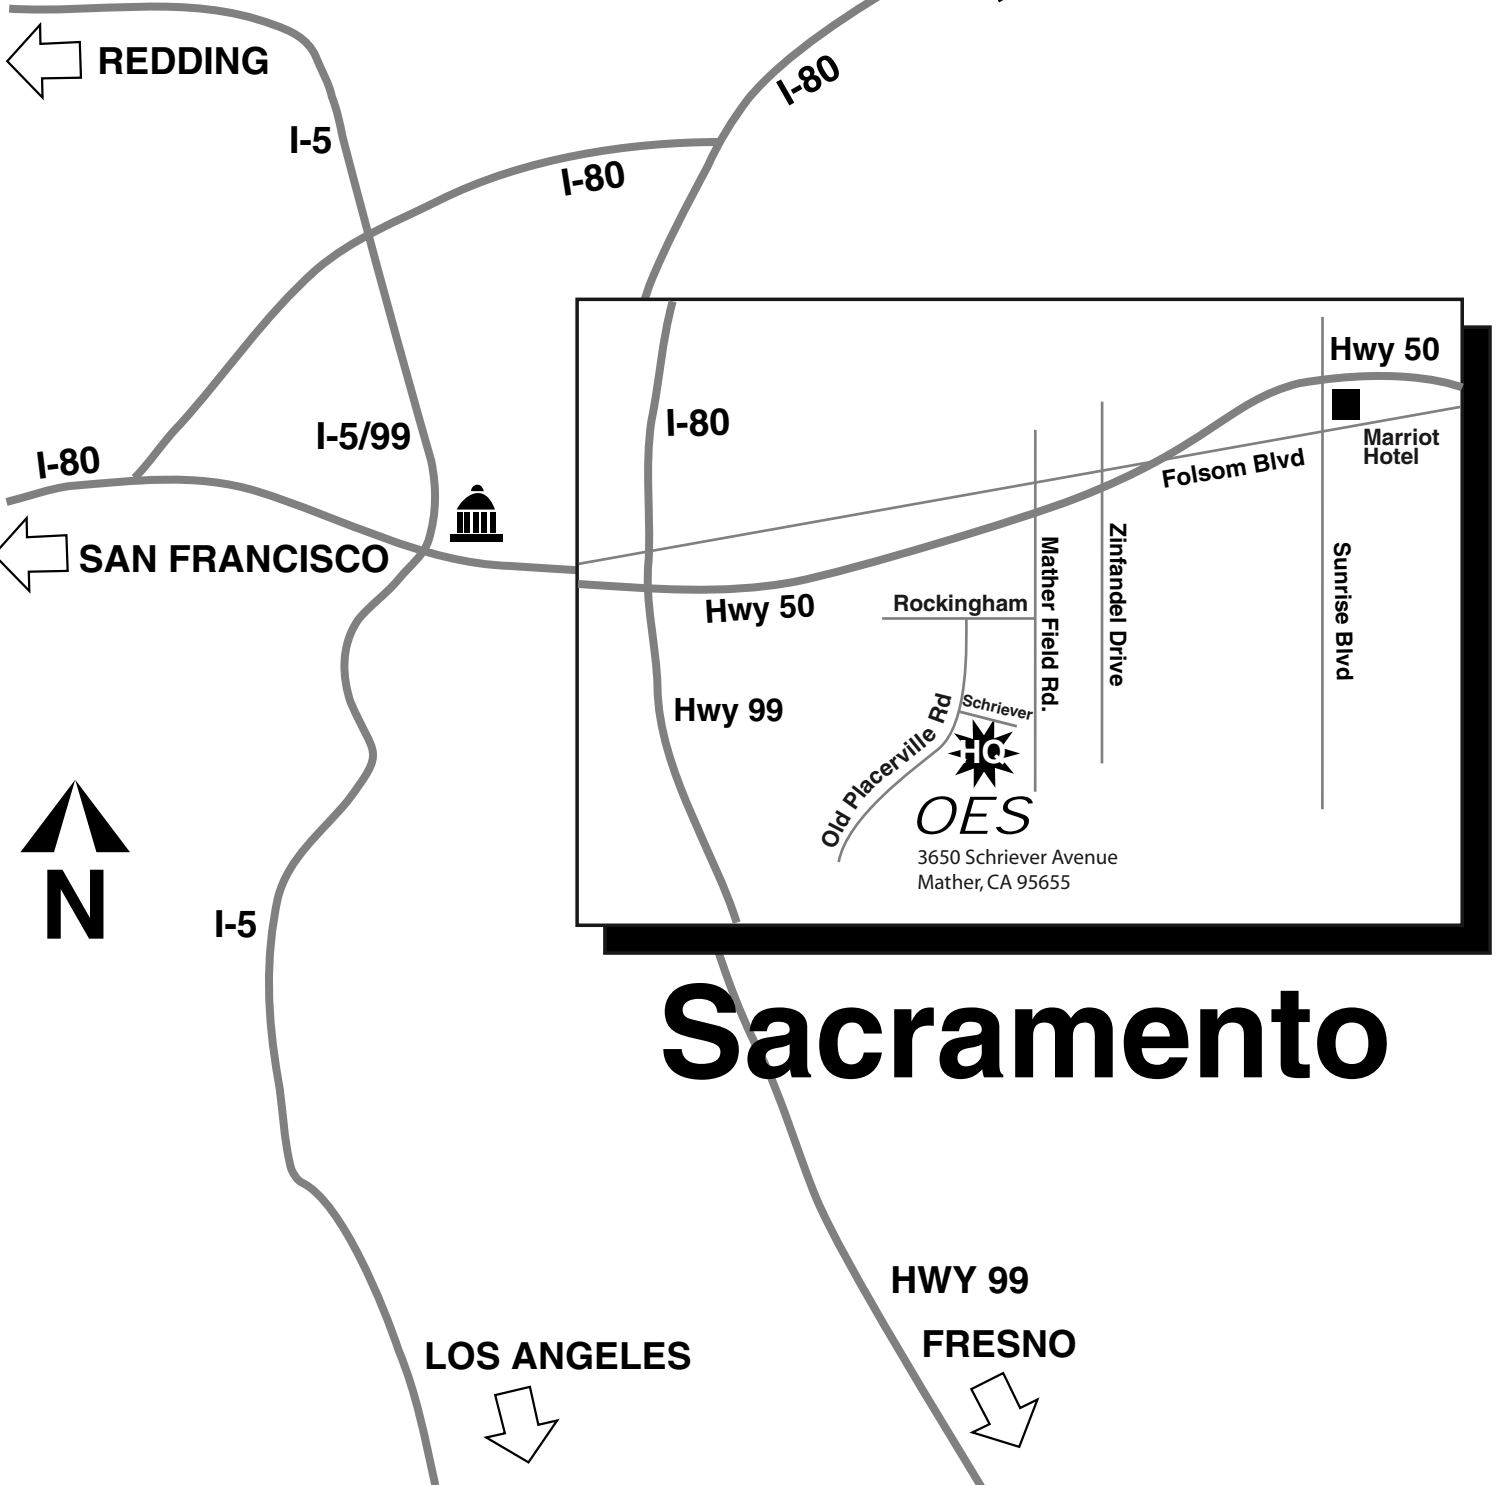 REDDING
I-5
I-80
I-80
I-5/99
I-80
SAN FRANCISCO
Hwy 50
I-80
Marriot
Hotel
Folsom Blvd
Zinfandel Drive
Mather Field Rd.
Sunrise Blvd
Hwy 50
Rockingham
Hwy 99
Schriever
Old Placerville Rd
HQ
OES
3650 Schriever Avenue
Mather, CA 95655
N
I-5
Sacramento
HWY 99
FRESNO
LOS ANGELES